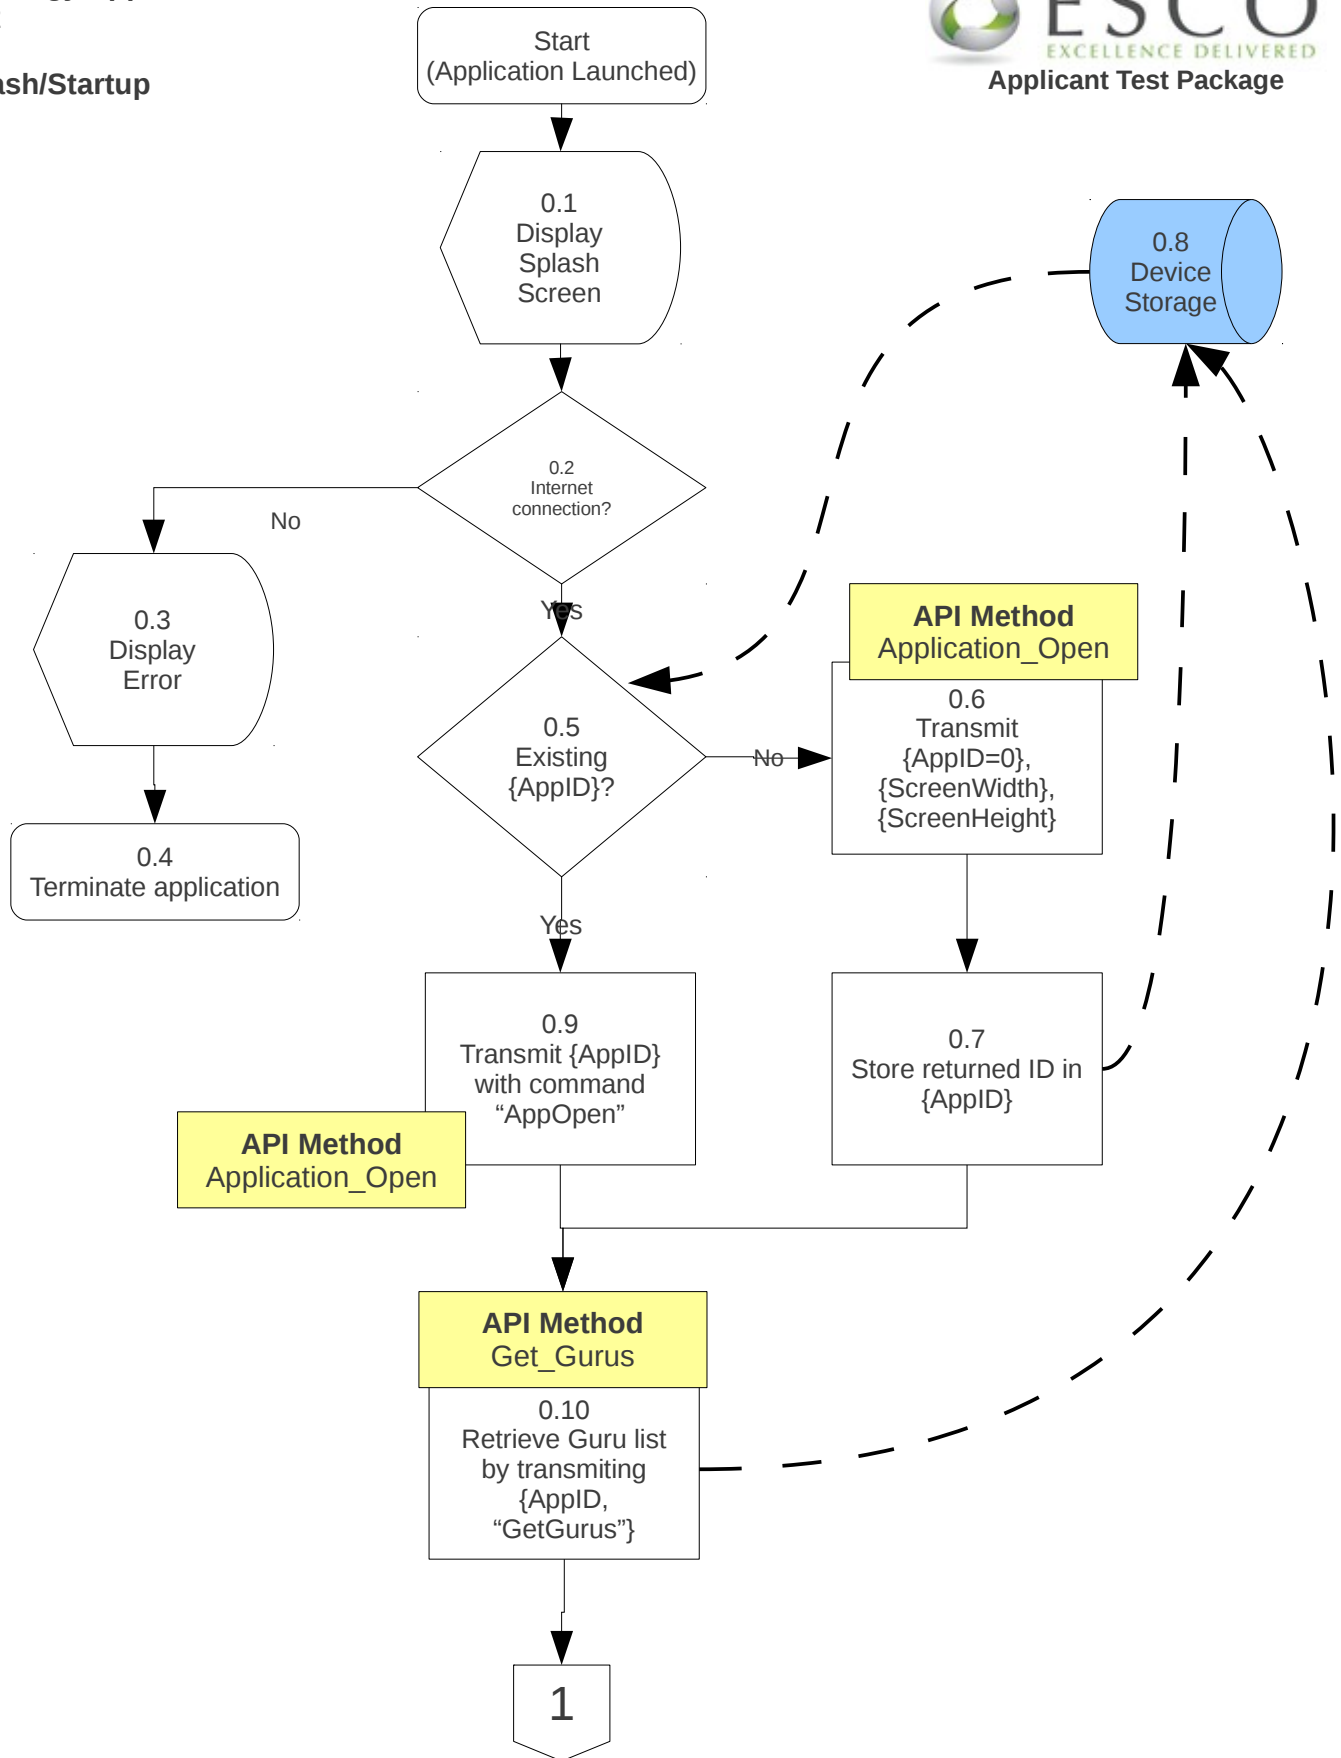 Start
(Application Launched)
ESCO
EXCELLENCE DELIVERED
Applicant Test Package
ash/Startup
0.1
Display
Splash
Screen
0.8
Device
Storage
0.2
Internet
connection?
No
Yes
0.3
Display
Error
API Method
Application_Open
0.5
Existing
{AppID}?
No
0.6
Transmit
{AppID=0},
{ScreenWidth},
{ScreenHeight}
0.4
Terminate application
Yes
0.9
Transmit {AppID}
with command
“AppOpen”
0.7
Store returned ID in
{AppID}
API Method
Application_Open
API Method
Get_Gurus
0.10
Retrieve Guru list
by transmiting
{AppID,
“GetGurus”}
1